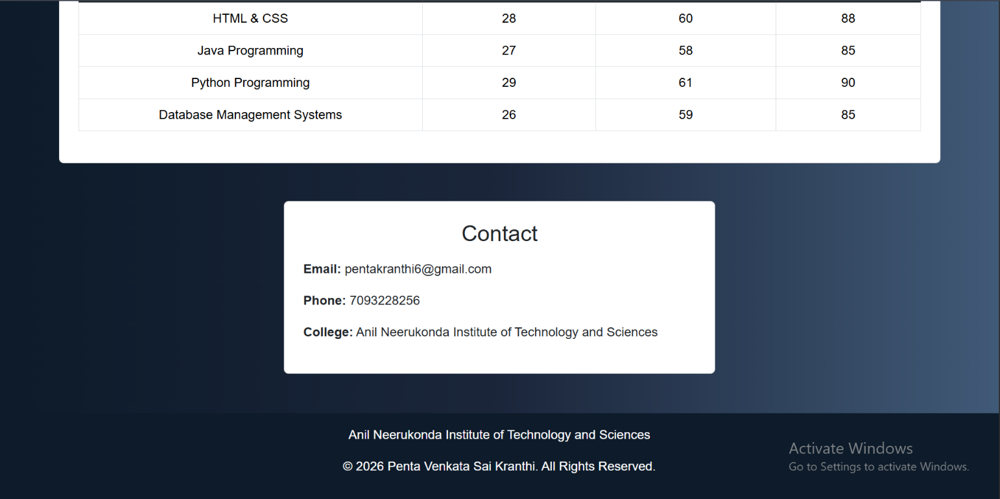 HTML & CSS 28 60 88
Java Programming 27 58 85
Python Programming 29 61 90
Database Management Systems 26 59 85
Contact
Email: pentakranthi6@gmail.com
Phone: 7093228256
College: Anil Neerukonda Institute of Technology and Sciences
Anil Neerukonda Institute of Technology and Sciences
© 2026 Penta Venkata Sai Kranthi. All Rights Reserved.
Activate Windows
Go to Settings to activate Windows.